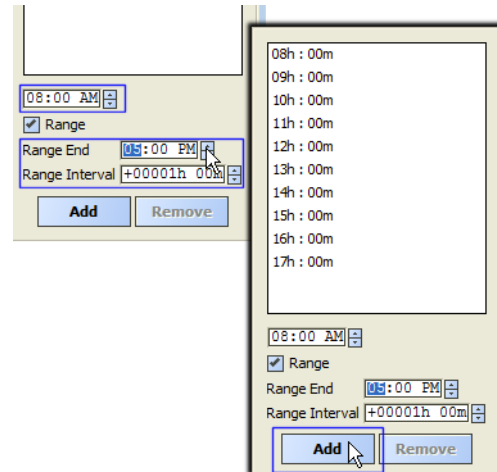 08:00 AM
Range
Range End 05:00 PM
Range Interval +00001h 00m
Add Remove
08h : 00m
09h : 00m
10h : 00m
11h : 00m
12h : 00m
13h : 00m
14h : 00m
15h : 00m
16h : 00m
17h : 00m
08:00 AM
Range
Range End 05:00 PM
Range Interval +00001h 00m
Add Remove